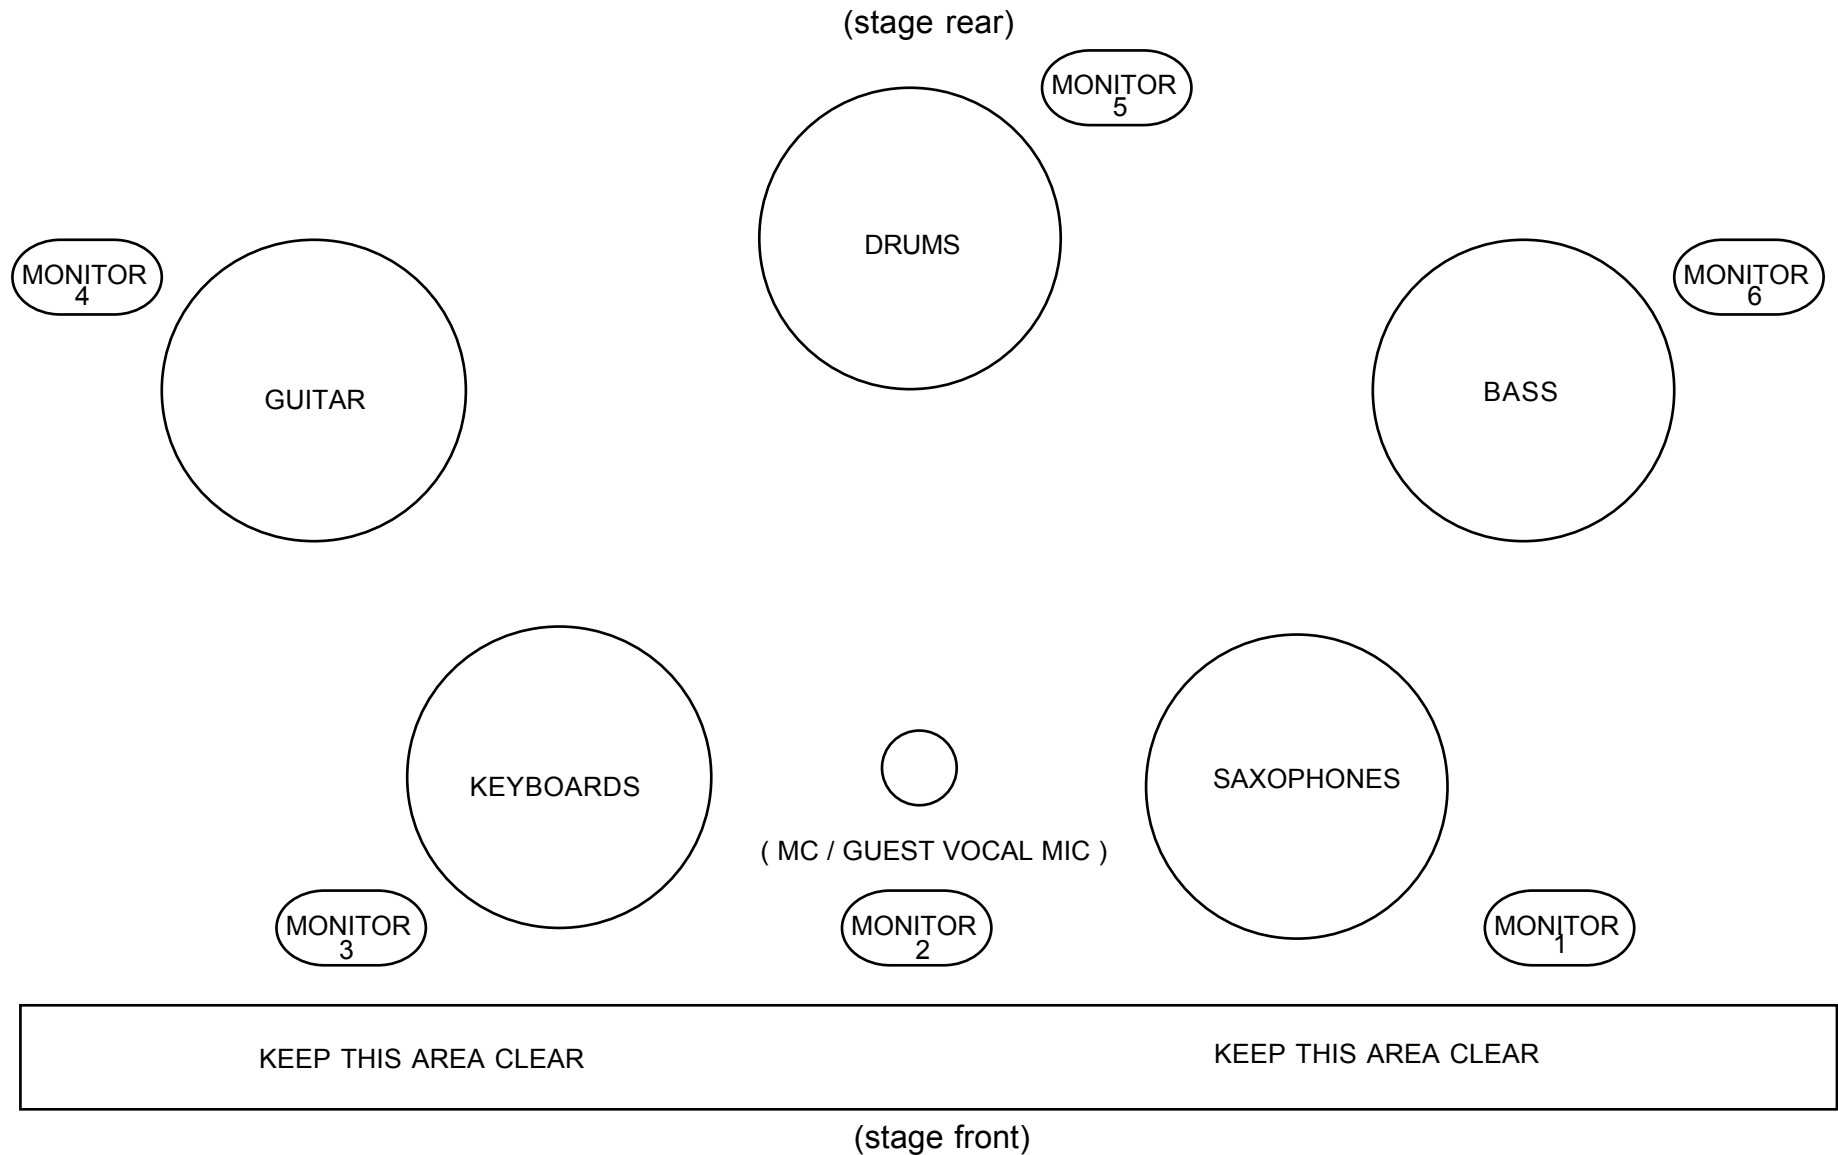 (stage rear)
MONITOR
5
DRUMS
MONITOR
4
MONITOR
6
GUITAR
BASS
KEYBOARDS
SAXOPHONES
( MC / GUEST VOCAL MIC )
MONITOR
3
MONITOR
2
MONITOR
1
KEEP THIS AREA CLEAR
KEEP THIS AREA CLEAR
(stage front)